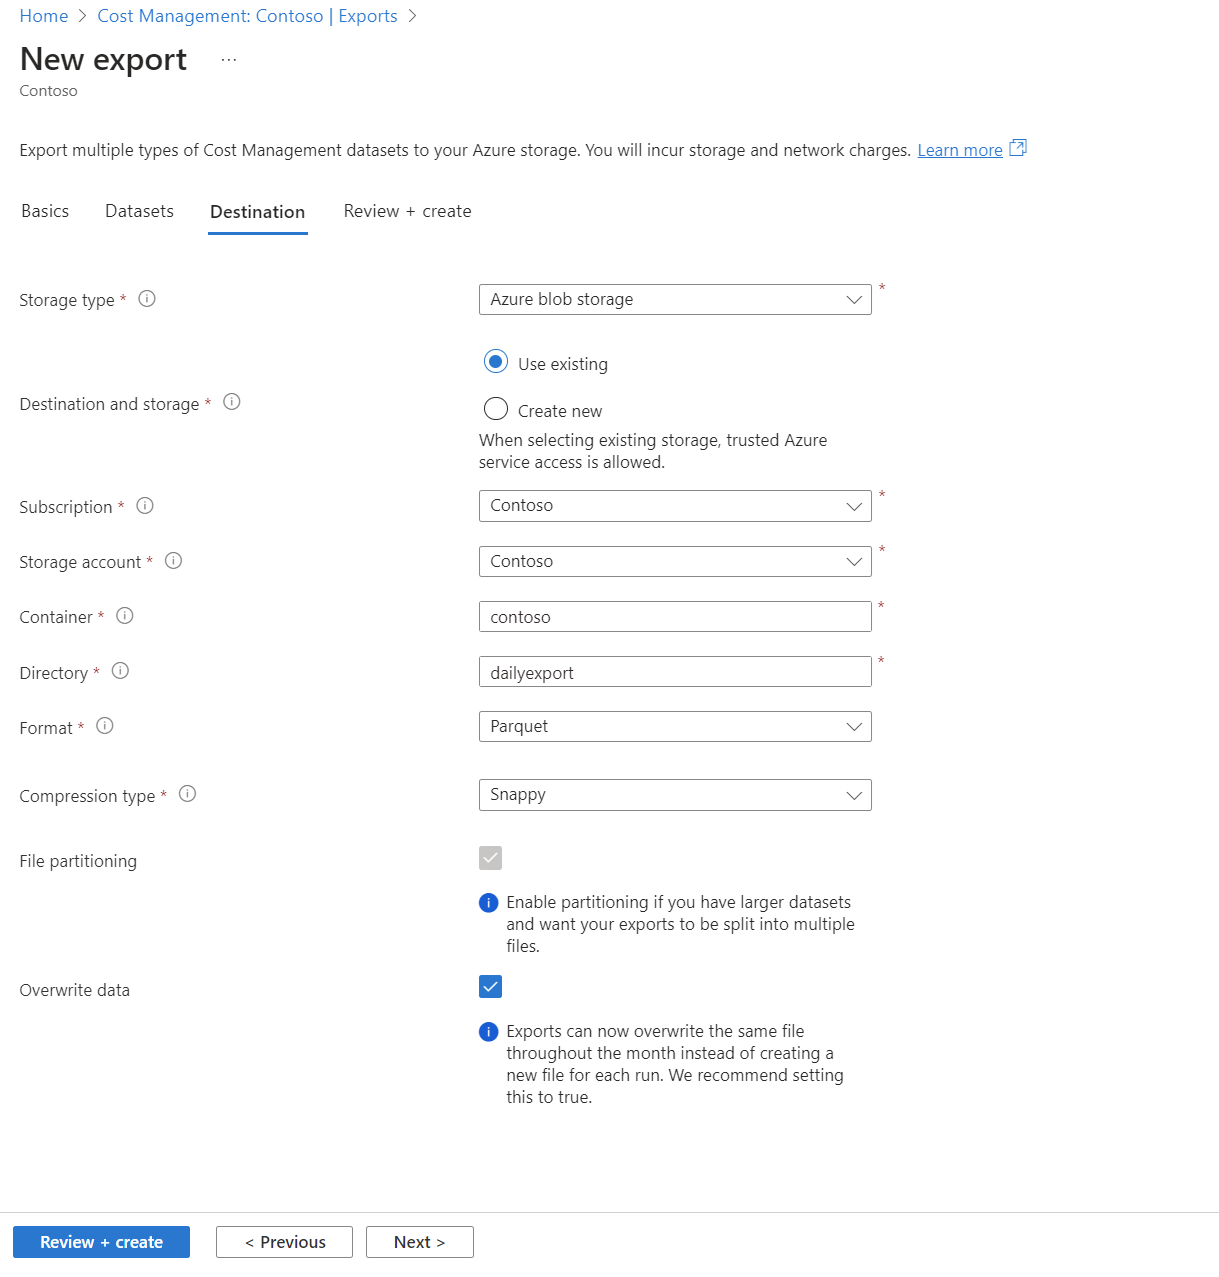 Home > Cost Management: Contoso | Exports >
New export ...
Contoso
Export multiple types of Cost Management datasets to your Azure storage. You will incur storage and network charges. Learn more
Basics Datasets Destination Review + create
Storage type * Azure blob storage *
Use existing
Destination and storage *
Create new
When selecting existing storage, trusted Azure
service access is allowed.
Subscription * Contoso *
Storage account * Contoso *
Container * contoso *
Directory * dailyexport *
Format * Parquet
Compression type * Snappy
File partitioning
Enable partitioning if you have larger datasets
and want your exports to be split into multiple
files.
Overwrite data
Exports can now overwrite the same file
throughout the month instead of creating a
new file for each run. We recommend setting
this to true.
Review + create < Previous Next >